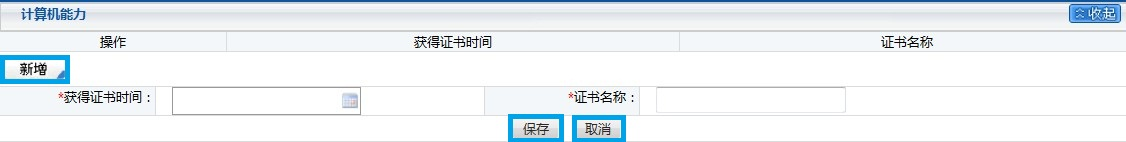 计算机能力 收起
操作 获得证书时间 证书名称
新增
*获得证书时间： *证书名称：
保存 取消